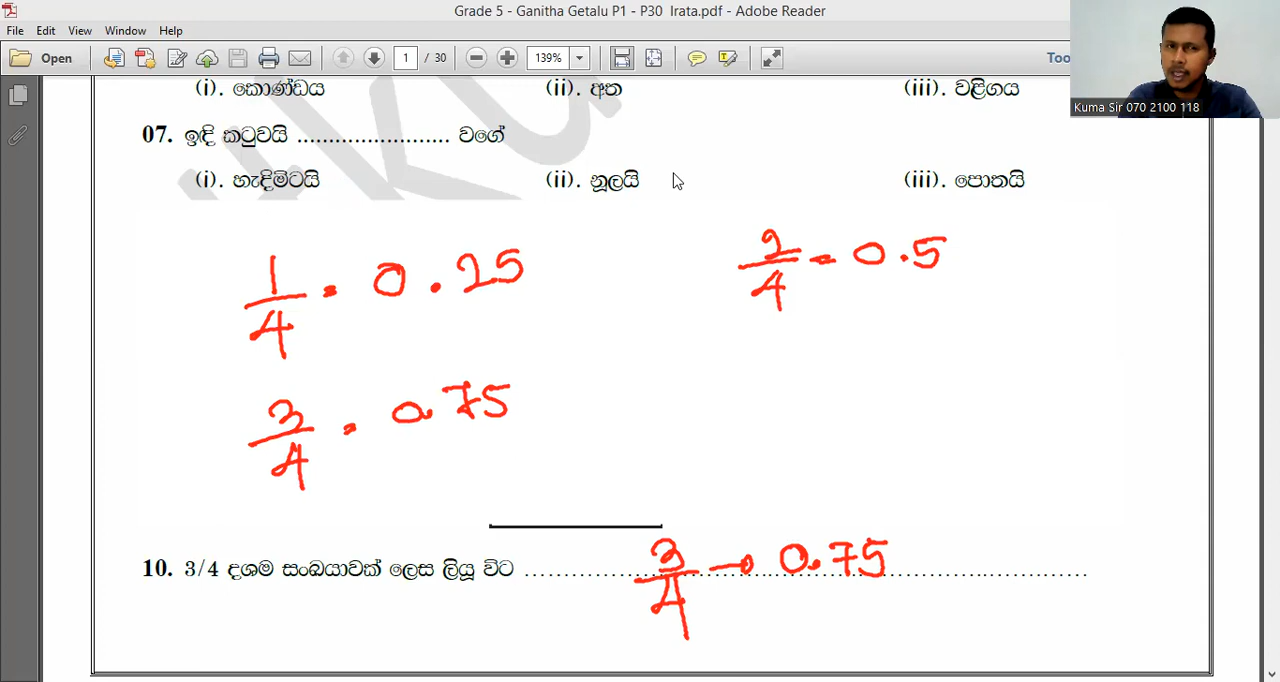 Grade 5 - Ganitha Getalu P1 - P30 Irata.pdf - Adobe Reader
File Edit View Window Help
Open 1 / 30 139% Too
Kuma Sir 070 2100 118
(i). කොණ්ඩය (ii). අත (iii). වළිගය
07. ඉඳි කටුවයි ........................ වගේ
(i). හැඳිමිටයි (ii). නූලයි (iii). පොතයි
1/4 = 0.25 2/4 = 0.5
3/4 = 0.75
10. 3/4 දශම සංඛ්‍යාවක් ලෙස ලියූ විට ........................ 3/4 → 0.75 ........................